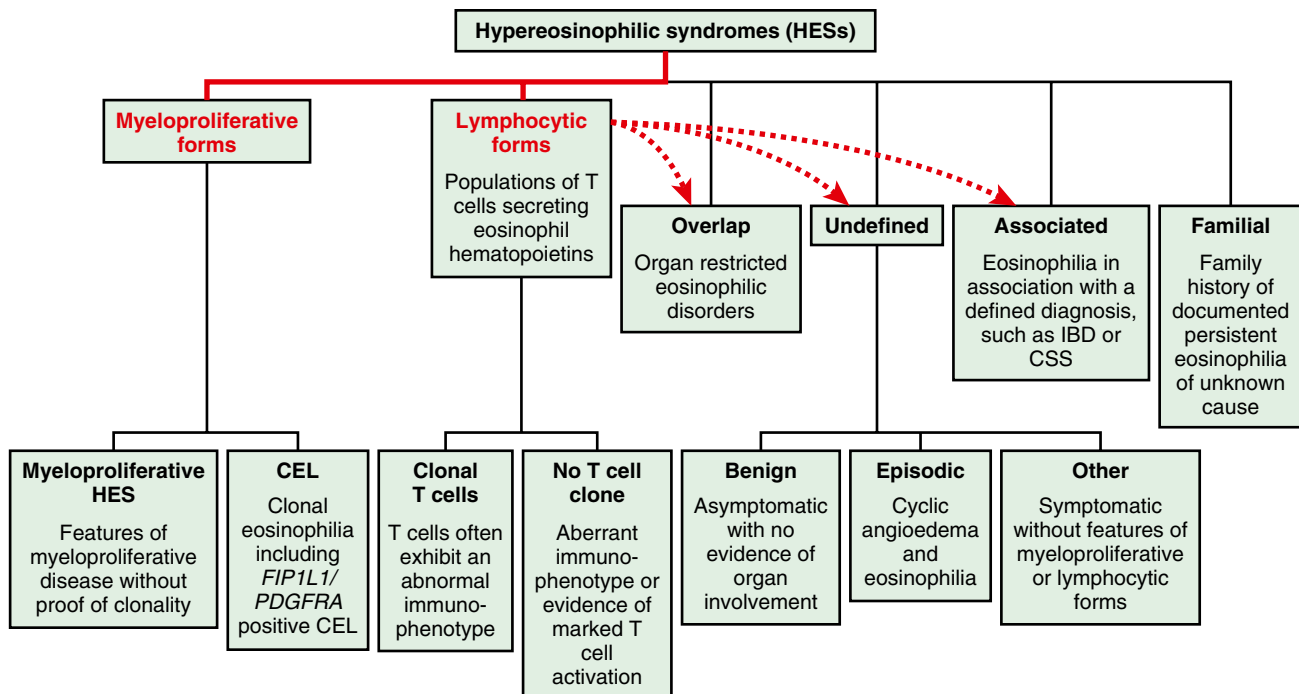 Hypereosinophilic syndromes (HESs)
Myeloproliferative
forms
Lymphocytic
forms
Populations of T
cells secreting
eosinophil
hematopoietins
Overlap
Organ restricted
eosinophilic
disorders
Undefined
Associated
Eosinophilia in
association with a
defined diagnosis,
such as IBD or
CSS
Familial
Family
history of
documented
persistent
eosinophilia
of unknown
cause
Myeloproliferative
HES
Features of
myeloproliferative
disease without
proof of clonality
CEL
Clonal
eosinophilia
including
FIP1L1/
PDGFRA
positive CEL
Clonal
T cells
T cells often
exhibit an
abnormal
immuno-
phenotype
No T cell
clone
Aberrant
immuno-
phenotype or
evidence of
marked T
cell
activation
Benign
Asymptomatic
with no
evidence of
organ
involvement
Episodic
Cyclic
angioedema
and
eosinophilia
Other
Symptomatic
without features of
myeloproliferative
or lymphocytic
forms